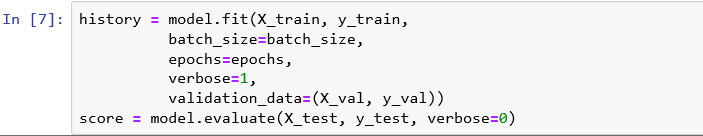 In [7]: history = model.fit(X_train, y_train,
batch_size=batch_size,
epochs=epochs,
verbose=1,
validation_data=(X_val, y_val))
score = model.evaluate(X_test, y_test, verbose=0)